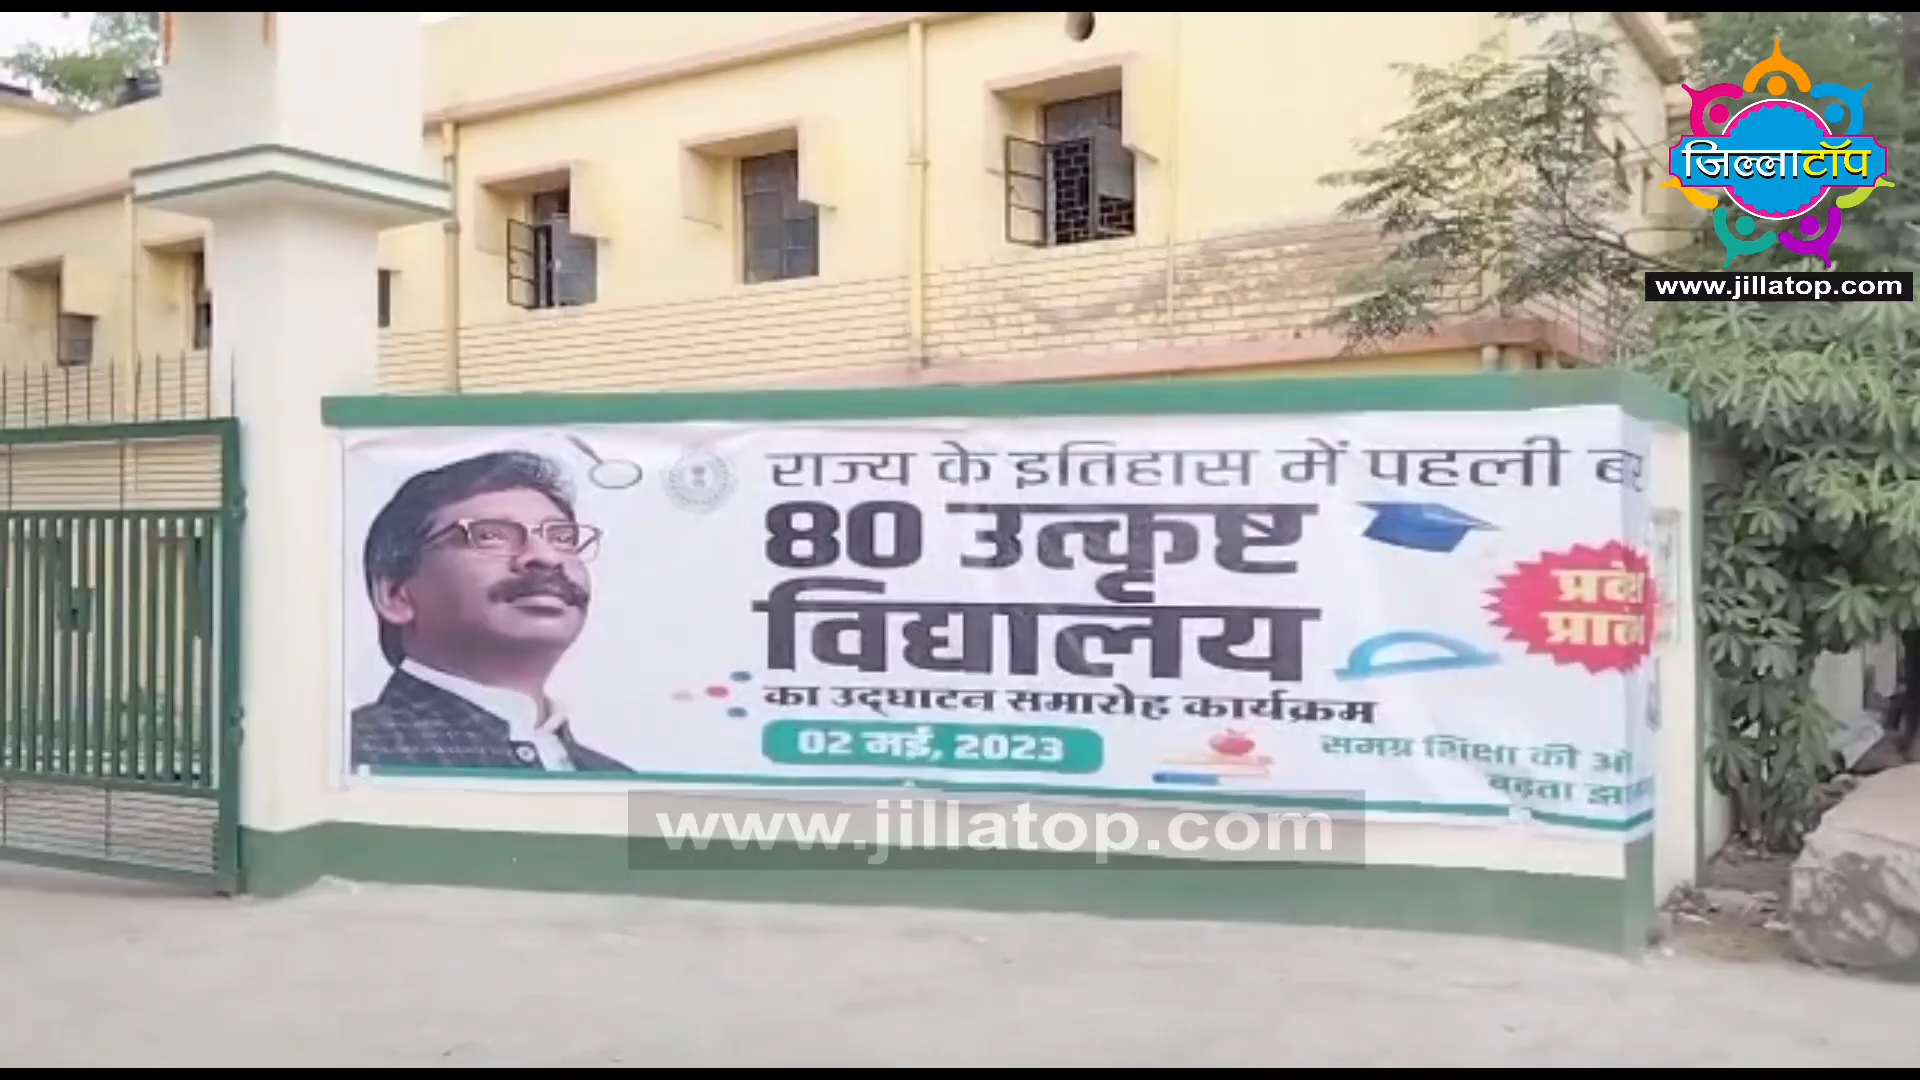 जिल्लाटॉप
www.jillatop.com
राज्य के इतिहास में पहली
80 उत्कृष्ट
विद्यालय
का उद्घाटन समारोह कार्यक्रम
02 मई, 2023
समग्र शिक्षा की
बढ़ता
www.jillatop.com